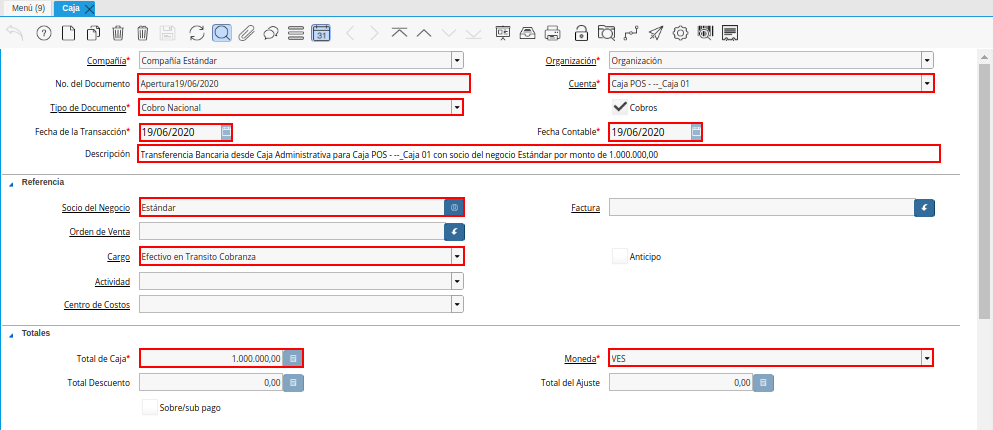 Menú (9) Caja
31
Compañía* Compañía Estándar Organización* Organización
No. del Documento Apertura19/06/2020 Cuenta* Caja POS - --_Caja 01
Tipo de Documento* Cobro Nacional Cobros
Fecha de la Transacción* 19/06/2020 Fecha Contable* 19/06/2020
Descripción Transferencia Bancaria desde Caja Administrativa para Caja POS - --_Caja 01 con socio del negocio Estándar por monto de 1.000.000,00
Referencia
Socio del Negocio Estándar Factura
Orden de Venta
Cargo Efectivo en Transito Cobranza Anticipo
Actividad
Centro de Costos
Totales
Total de Caja* 1.000.000,00 Moneda* VES
Total Descuento 0,00 Total del Ajuste 0,00
Sobre/sub pago